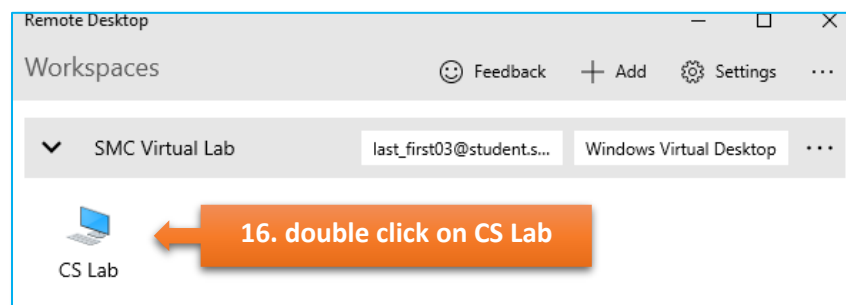 Remote Desktop
Workspaces
Feedback
Add
Settings
SMC Virtual Lab
last_first03@student.s...
Windows Virtual Desktop
16. double click on CS Lab
CS Lab